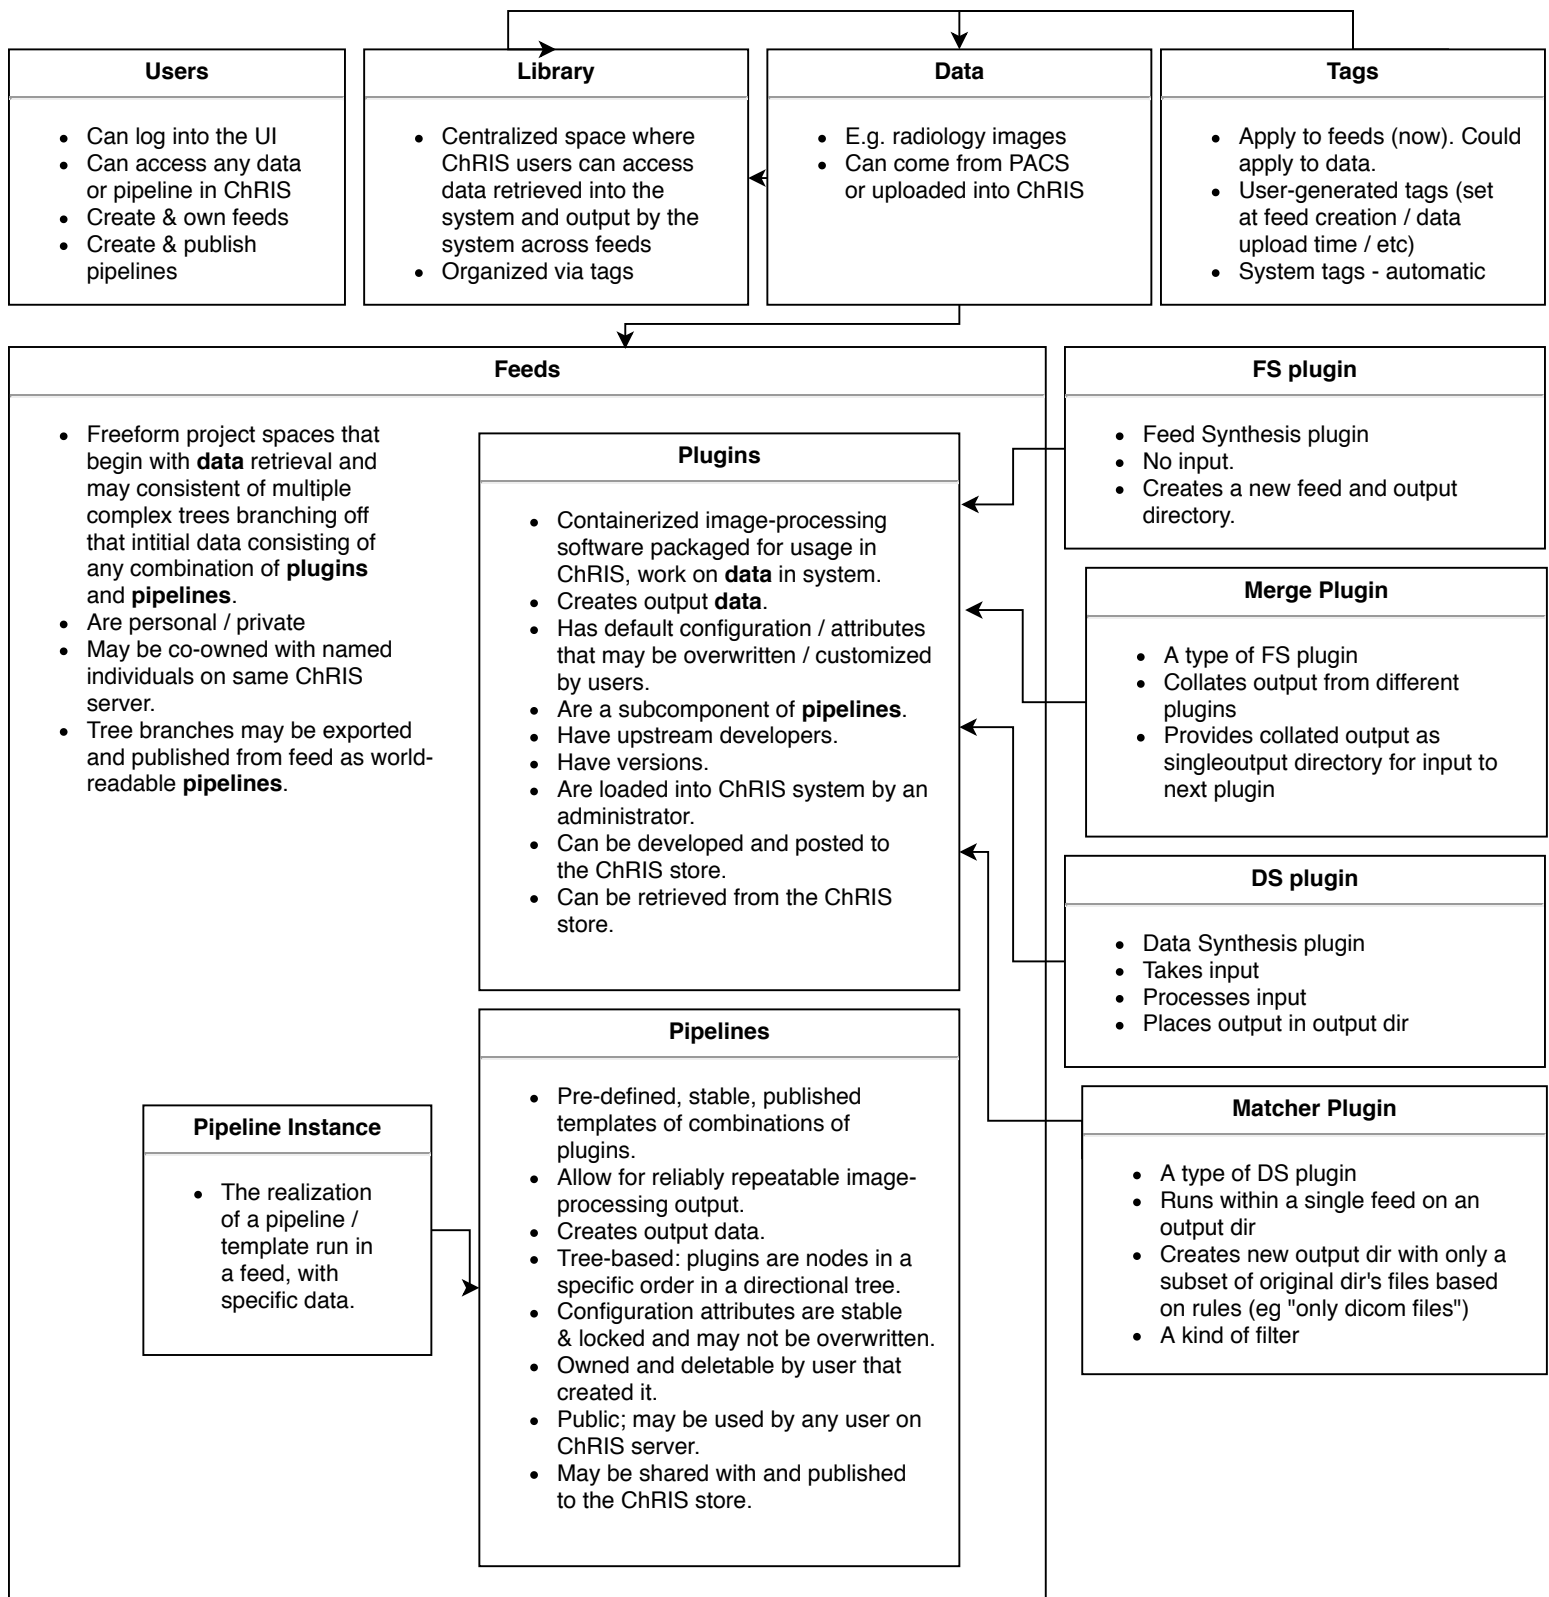 Users
Can log into the UI
Can access any data
or pipeline in ChRIS
Create & own feeds
Create & publish
pipelines
Library
Centralized space where
ChRIS users can access
data retrieved into the
system and output by the
system across feeds
Organized via tags
Data
E.g. radiology images
Can come from PACS
or uploaded into ChRIS
Tags
Apply to feeds (now). Could
apply to data.
User-generated tags (set
at feed creation / data
upload time / etc)
System tags - automatic
Feeds
Freeform project spaces that
begin with data retrieval and
may consistent of multiple
complex trees branching off
that intitial data consisting of
any combination of plugins
and pipelines.
Are personal / private
May be co-owned with named
individuals on same ChRIS
server.
Tree branches may be exported
and published from feed as world-
readable pipelines.
Plugins
Containerized image-processing
software packaged for usage in
ChRIS, work on data in system.
Creates output data.
Has default configuration / attributes
that may be overwritten / customized
by users.
Are a subcomponent of pipelines.
Have upstream developers.
Have versions.
Are loaded into ChRIS system by an
administrator.
Can be developed and posted to
the ChRIS store.
Can be retrieved from the ChRIS
store.
Pipeline Instance
The realization
of a pipeline /
template run in
a feed, with
specific data.
Pipelines
Pre-defined, stable, published
templates of combinations of
plugins.
Allow for reliably repeatable image-
processing output.
Creates output data.
Tree-based: plugins are nodes in a
specific order in a directional tree.
Configuration attributes are stable
& locked and may not be overwritten.
Owned and deletable by user that
created it.
Public; may be used by any user on
ChRIS server.
May be shared with and published
to the ChRIS store.
FS plugin
Feed Synthesis plugin
No input.
Creates a new feed and output
directory.
Merge Plugin
A type of FS plugin
Collates output from different
plugins
Provides collated output as
singleoutput directory for input to
next plugin
DS plugin
Data Synthesis plugin
Takes input
Processes input
Places output in output dir
Matcher Plugin
A type of DS plugin
Runs within a single feed on an
output dir
Creates new output dir with only a
subset of original dir's files based
on rules (eg "only dicom files")
A kind of filter